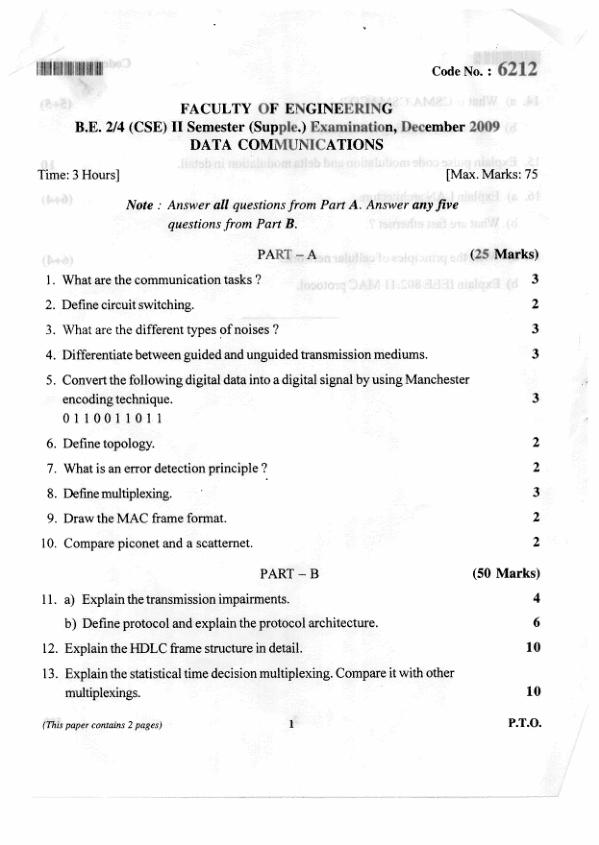 Code No. : 6212
FACULTY OF ENGINEERING
B.E. 2/4 (CSE) II Semester (Supple.) Examination, December 2009
DATA COMMUNICATIONS
Time: 3 Hours] [Max. Marks: 75
Note : Answer all questions from Part A. Answer any five
questions from Part B.
PART – A (25 Marks)
1. What are the communication tasks ? 3
2. Define circuit switching. 2
3. What are the different types of noises ? 3
4. Differentiate between guided and unguided transmission mediums. 3
5. Convert the following digital data into a digital signal by using Manchester
encoding technique. 3
0 1 1 0 0 1 1 0 1 1
6. Define topology. 2
7. What is an error detection principle ? 2
8. Define multiplexing. 3
9. Draw the MAC frame format. 2
10. Compare piconet and a scatternet. 2
PART – B (50 Marks)
11. a) Explain the transmission impairments. 4
b) Define protocol and explain the protocol architecture. 6
12. Explain the HDLC frame structure in detail. 10
13. Explain the statistical time decision multiplexing. Compare it with other
multiplexings. 10
(This paper contains 2 pages) 1 P.T.O.